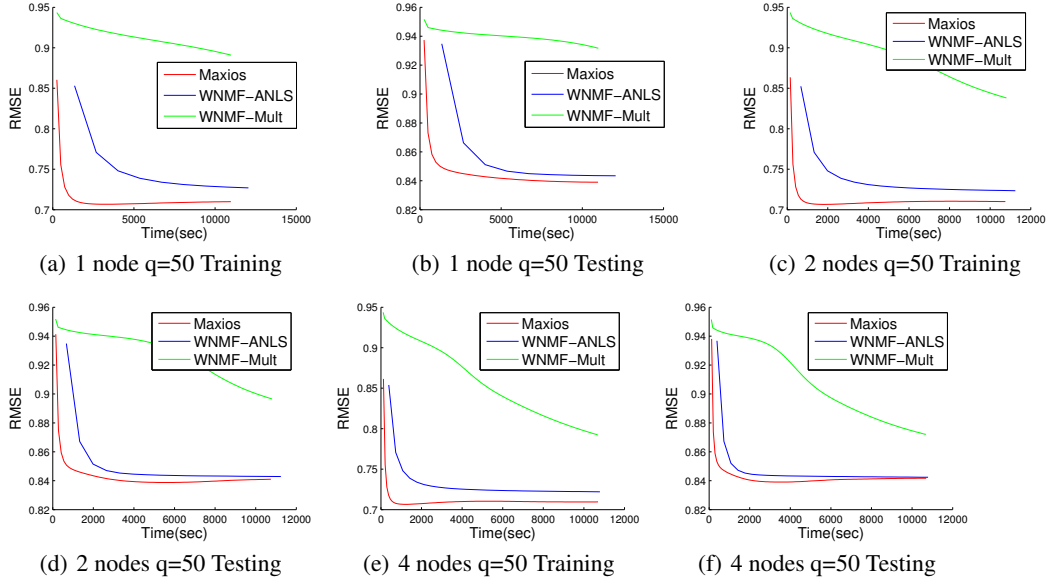 0.95
0.9
0.85
0.8
0.75
0.7
RMSE
Maxios
WNMF−ANLS
WNMF−Mult
0 5000 10000 15000
Time(sec)
(a) 1 node q=50 Training
0.96
0.94
0.92
0.9
0.88
0.86
0.84
0.82
RMSE
Maxios
WNMF−ANLS
WNMF−Mult
0 5000 10000 15000
Time(sec)
(b) 1 node q=50 Testing
0.95
0.9
0.85
0.8
0.75
0.7
RMSE
Maxios
WNMF−ANLS
WNMF−Mult
0 2000 4000 6000 8000 10000 12000
Time(sec)
(c) 2 nodes q=50 Training
0.96
0.94
0.92
0.9
0.88
0.86
0.84
0.82
RMSE
Maxios
WNMF−ANLS
WNMF−Mult
0 2000 4000 6000 8000 10000 12000
Time(sec)
(d) 2 nodes q=50 Testing
0.95
0.9
0.85
0.8
0.75
0.7
RMSE
Maxios
WNMF−ANLS
WNMF−Mult
0 2000 4000 6000 8000 10000 12000
Time(sec)
(e) 4 nodes q=50 Training
0.96
0.94
0.92
0.9
0.88
0.86
0.84
0.82
RMSE
Maxios
WNMF−ANLS
WNMF−Mult
0 2000 4000 6000 8000 10000 12000
Time(sec)
(f) 4 nodes q=50 Testing